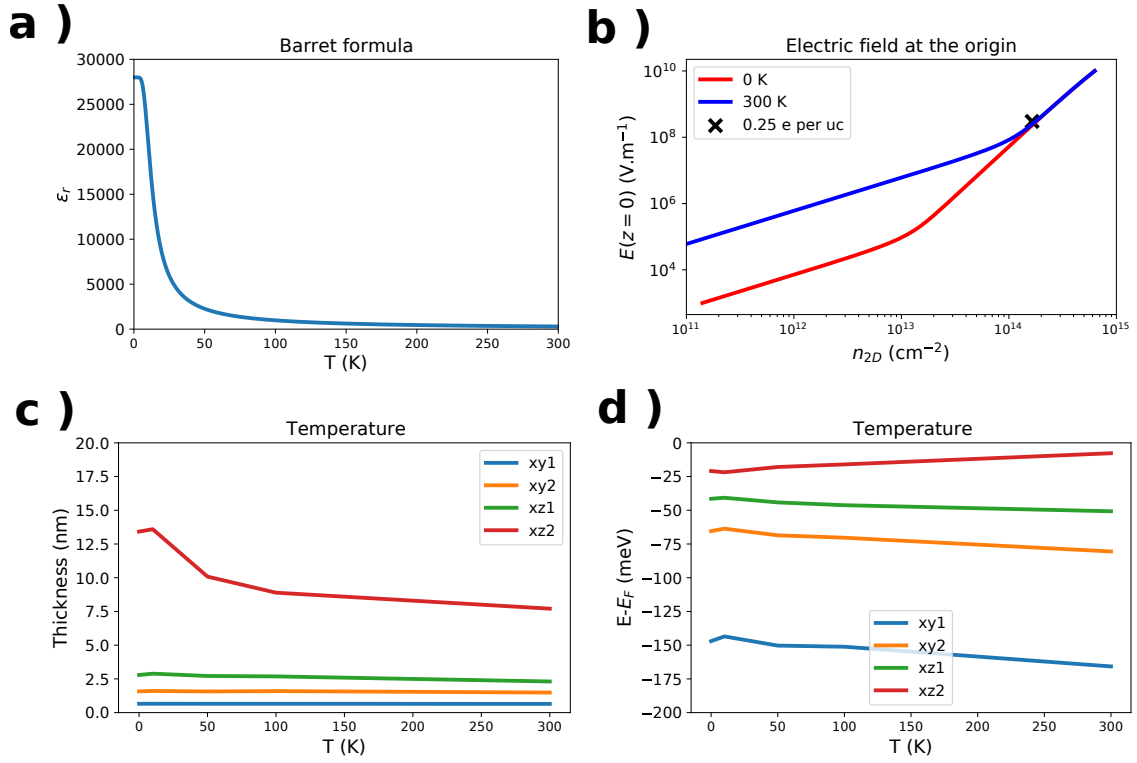 a )
Barret formula
30000
25000
20000
15000
10000
5000
0
εr
0 50 100 150 200 250 300
T (K)
b )
Electric field at the origin
0 K
300 K
0.25 e per uc
10^10
10^8
10^6
10^4
E(z = 0) (V.m^−1)
10^11 10^12 10^13 10^14 10^15
n2D (cm^−2)
c )
Temperature
20.0
17.5
15.0
12.5
10.0
7.5
5.0
2.5
0.0
Thickness (nm)
xy1
xy2
xz1
xz2
0 50 100 150 200 250 300
T (K)
d )
Temperature
0
−25
−50
−75
−100
−125
−150
−175
−200
E-EF (meV)
xy1
xy2
xz1
xz2
0 50 100 150 200 250 300
T (K)